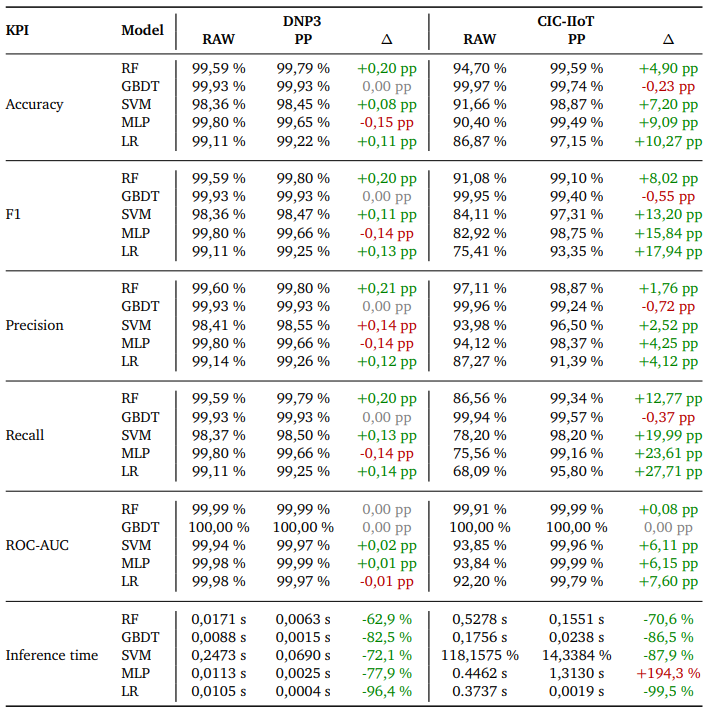 DNP3 CIC-IIoT
KPI Model RAW PP Δ RAW PP Δ
RF 99,59 % 99,79 % +0,20 pp 94,70 % 99,59 % +4,90 pp
GBDT 99,93 % 99,93 % 0,00 pp 99,97 % 99,74 % -0,23 pp
Accuracy SVM 98,36 % 98,45 % +0,08 pp 91,66 % 98,87 % +7,20 pp
MLP 99,80 % 99,65 % -0,15 pp 90,40 % 99,49 % +9,09 pp
LR 99,11 % 99,22 % +0,11 pp 86,87 % 97,15 % +10,27 pp
RF 99,59 % 99,80 % +0,20 pp 91,08 % 99,10 % +8,02 pp
GBDT 99,93 % 99,93 % 0,00 pp 99,95 % 99,40 % -0,55 pp
F1 SVM 98,36 % 98,47 % +0,11 pp 84,11 % 97,31 % +13,20 pp
MLP 99,80 % 99,66 % -0,14 pp 82,92 % 98,75 % +15,84 pp
LR 99,11 % 99,25 % +0,13 pp 75,41 % 93,35 % +17,94 pp
RF 99,60 % 99,80 % +0,21 pp 97,11 % 98,87 % +1,76 pp
GBDT 99,93 % 99,93 % 0,00 pp 99,96 % 99,24 % -0,72 pp
Precision SVM 98,41 % 98,55 % +0,14 pp 93,98 % 96,50 % +2,52 pp
MLP 99,80 % 99,66 % -0,14 pp 94,12 % 98,37 % +4,25 pp
LR 99,14 % 99,26 % +0,12 pp 87,27 % 91,39 % +4,12 pp
RF 99,59 % 99,79 % +0,20 pp 86,56 % 99,34 % +12,77 pp
GBDT 99,93 % 99,93 % 0,00 pp 99,94 % 99,57 % -0,37 pp
Recall SVM 98,37 % 98,50 % +0,13 pp 78,20 % 98,20 % +19,99 pp
MLP 99,80 % 99,66 % -0,14 pp 75,56 % 99,16 % +23,61 pp
LR 99,11 % 99,25 % +0,14 pp 68,09 % 95,80 % +27,71 pp
RF 99,99 % 99,99 % 0,00 pp 99,91 % 99,99 % +0,08 pp
GBDT 100,00 % 100,00 % 0,00 pp 100,00 % 100,00 % 0,00 pp
ROC-AUC SVM 99,94 % 99,97 % +0,02 pp 93,85 % 99,96 % +6,11 pp
MLP 99,98 % 99,99 % +0,01 pp 93,84 % 99,99 % +6,15 pp
LR 99,98 % 99,97 % -0,01 pp 92,20 % 99,79 % +7,60 pp
RF 0,0171 s 0,0063 s -62,9 % 0,5278 s 0,1551 s -70,6 %
GBDT 0,0088 s 0,0015 s -82,5 % 0,1756 s 0,0238 s -86,5 %
Inference time SVM 0,2473 s 0,0690 s -72,1 % 118,1575 % 14,3384 % -87,9 %
MLP 0,0113 s 0,0025 s -77,9 % 0.4462 s 1,3130 s +194,3 %
LR 0,0105 s 0,0004 s -96,4 % 0.3737 s 0,0019 s -99,5 %